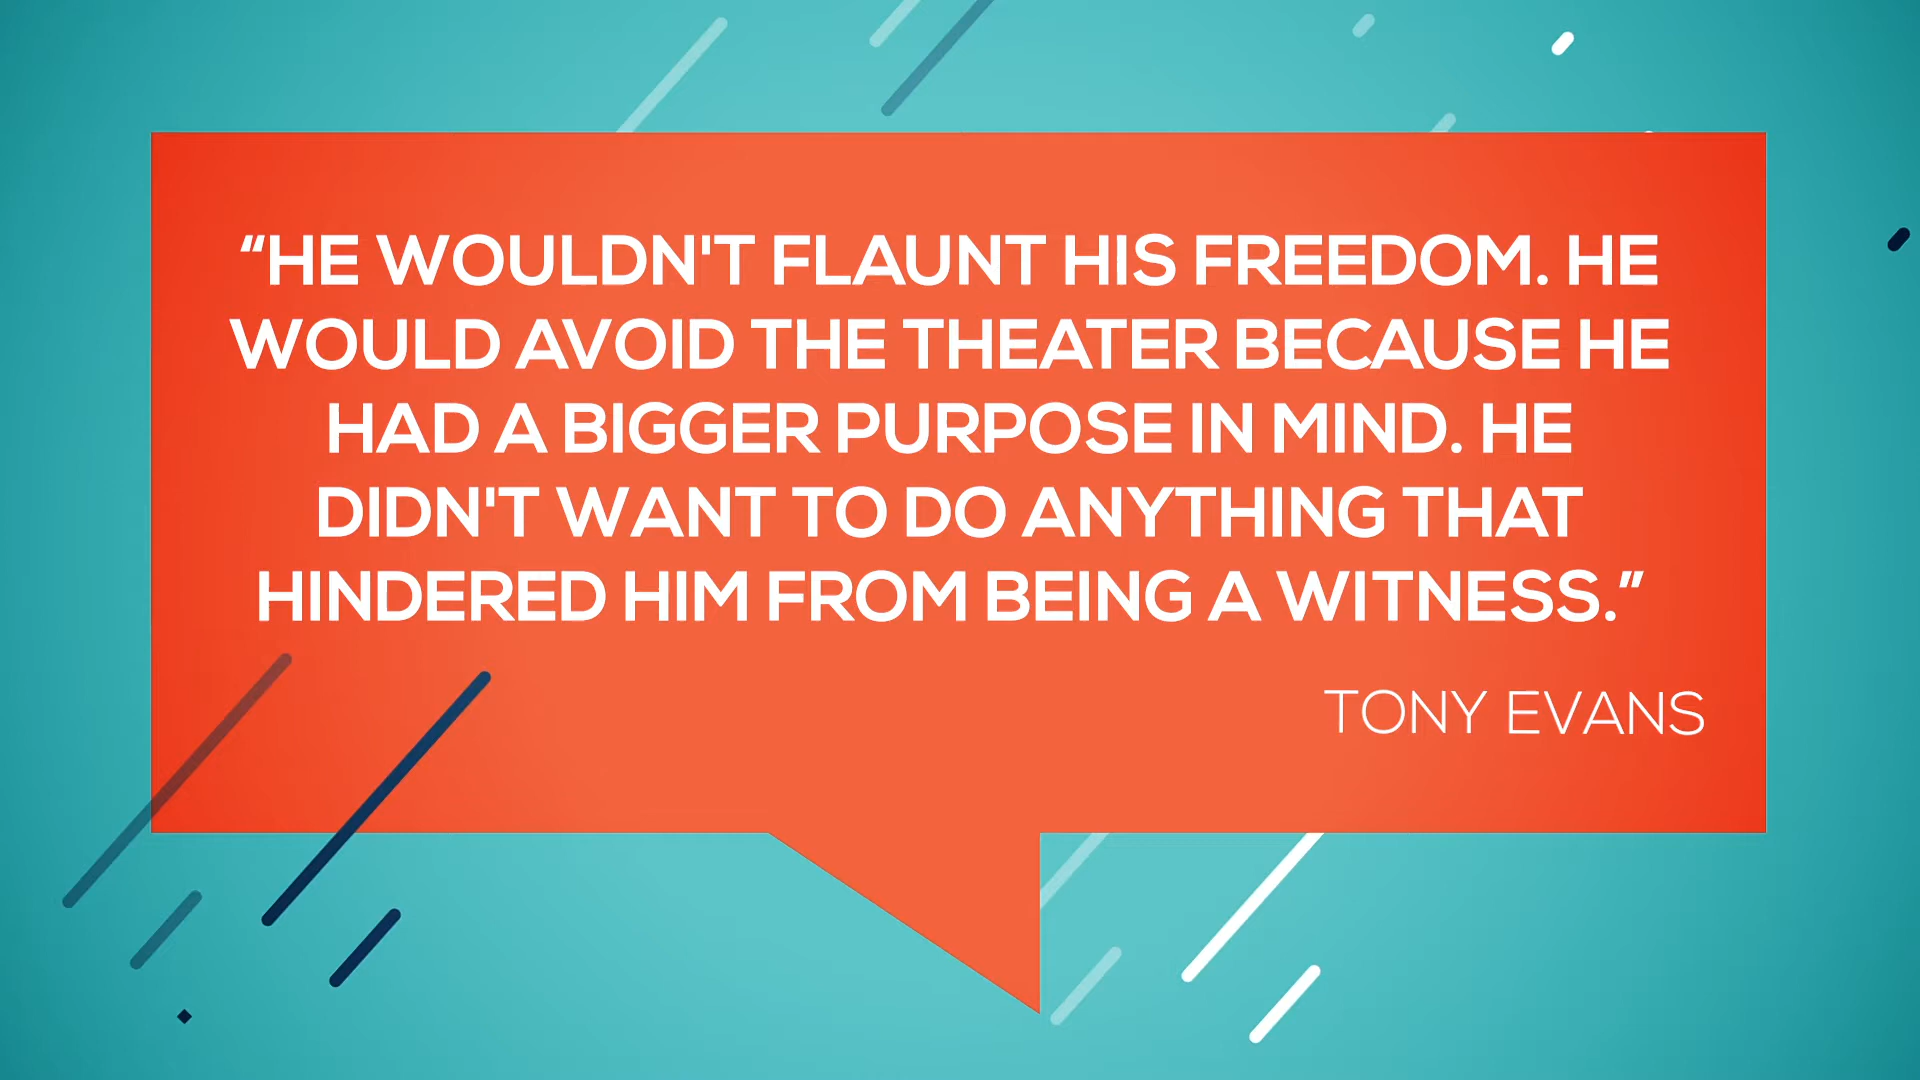 “HE WOULDN'T FLAUNT HIS FREEDOM. HE
WOULD AVOID THE THEATER BECAUSE HE
HAD A BIGGER PURPOSE IN MIND. HE
DIDN'T WANT TO DO ANYTHING THAT
HINDERED HIM FROM BEING A WITNESS.”
TONY EVANS